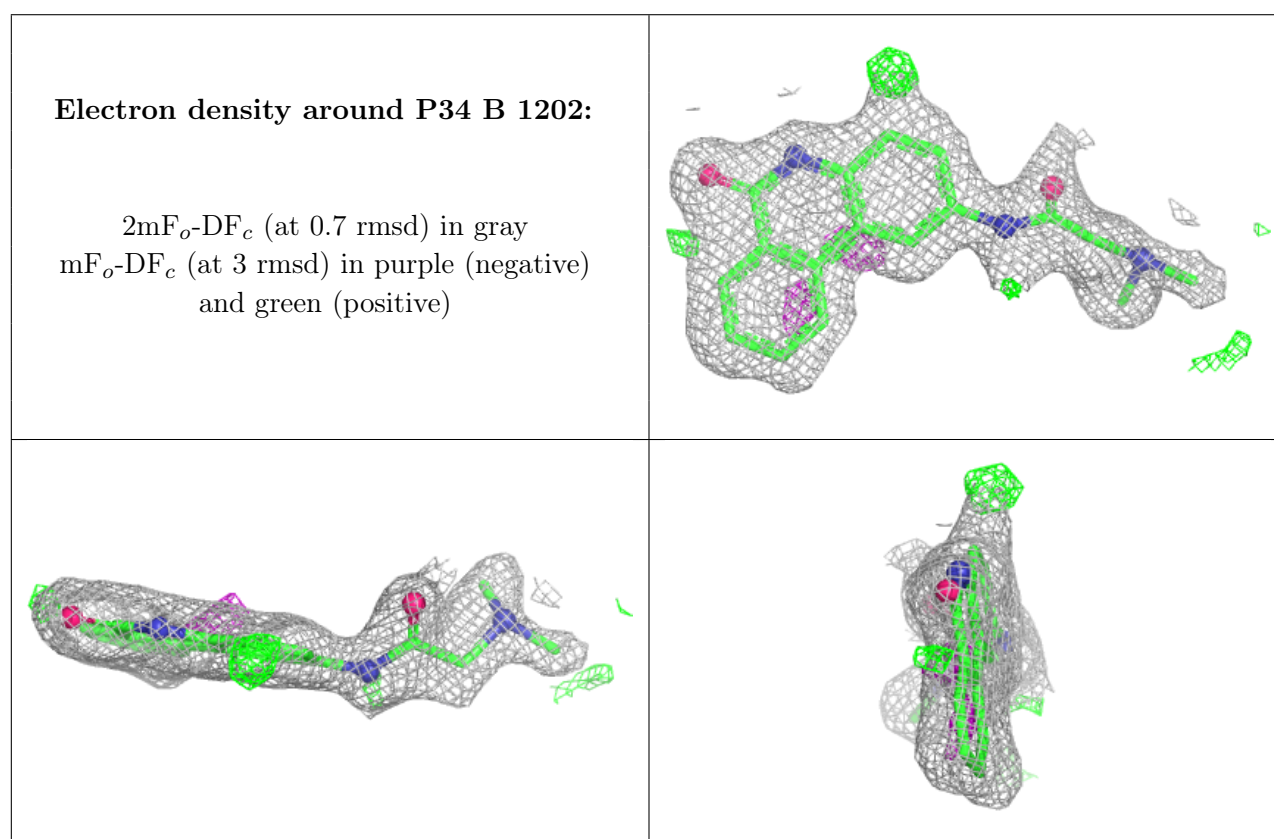 Electron density around P34 B 1202:
2mFo-DFc (at 0.7 rmsd) in gray
mFo-DFc (at 3 rmsd) in purple (negative)
and green (positive)